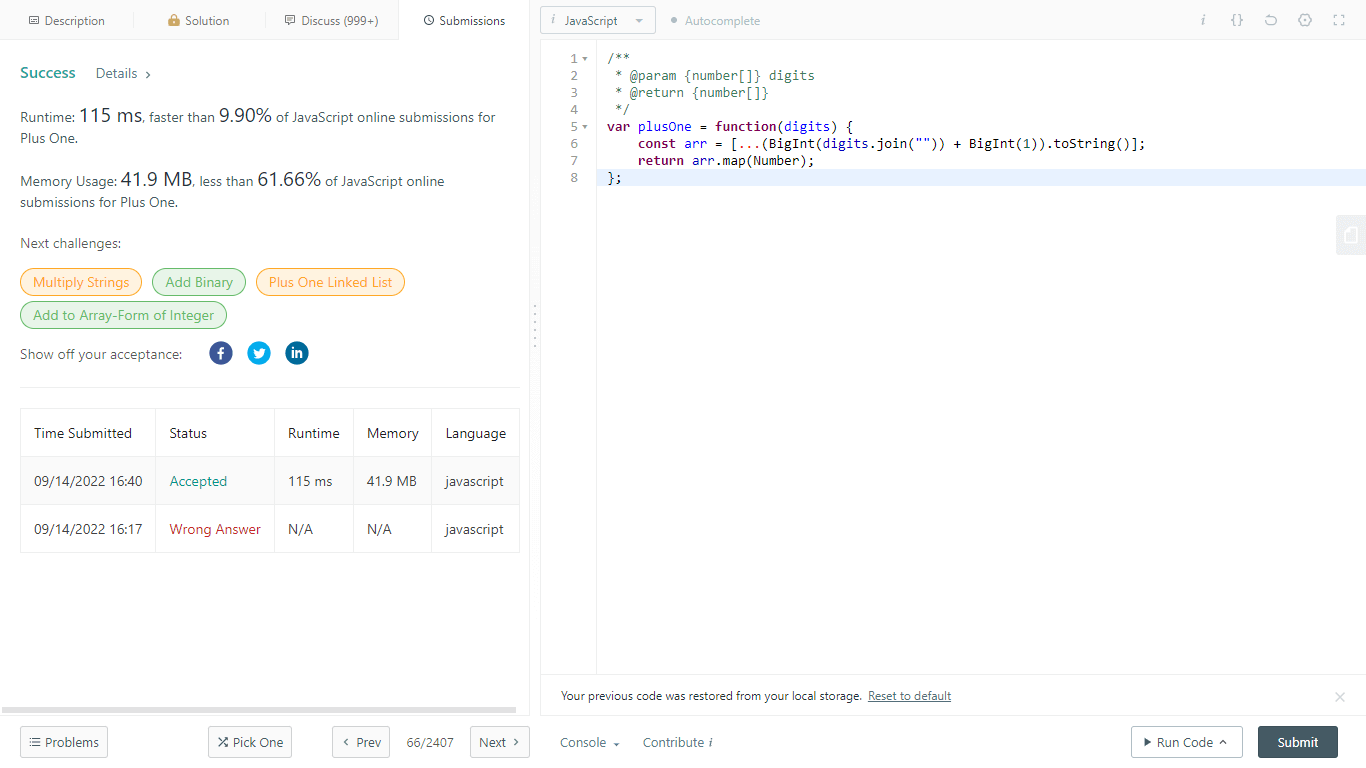 Description
Solution
Discuss (999+)
Submissions
i JavaScript
Autocomplete
i {}
Success Details
Runtime: 115 ms, faster than 9.90% of JavaScript online submissions for
Plus One.
Memory Usage: 41.9 MB, less than 61.66% of JavaScript online
submissions for Plus One.
Next challenges:
Multiply Strings Add Binary Plus One Linked List
Add to Array-Form of Integer
Show off your acceptance: f in
Time Submitted Status Runtime Memory Language
09/14/2022 16:40 Accepted 115 ms 41.9 MB javascript
09/14/2022 16:17 Wrong Answer N/A N/A javascript
1 /**
2  * @param {number[]} digits
3  * @return {number[]}
4  */
5 var plusOne = function(digits) {
6     const arr = [...(BigInt(digits.join("")) + BigInt(1)).toString()];
7     return arr.map(Number);
8 };
Your previous code was restored from your local storage. Reset to default
Problems
Pick One
Prev
66/2407
Next
Console
Contribute i
Run Code
Submit